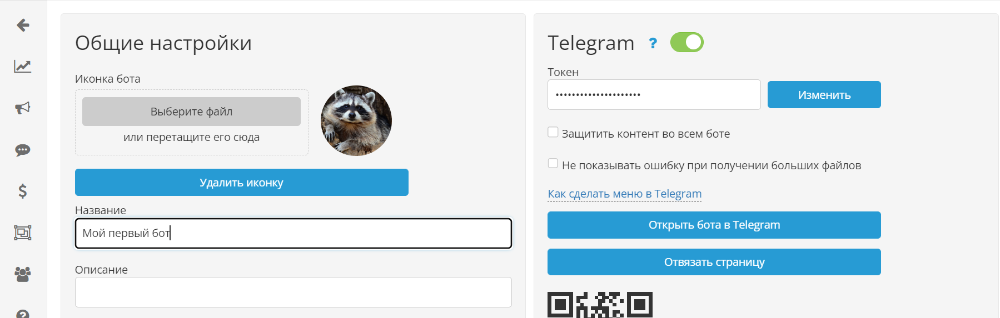 Общие настройки
Иконка бота
Выберите файл
или перетащите его сюда
Удалить иконку
Название
Мой первый бот
Описание
Telegram ?
Токен
•••••••••••••••••••••
Изменить
Защитить контент во всем боте
Не показывать ошибку при получении больших файлов
Как сделать меню в Telegram
Открыть бота в Telegram
Отвязать страницу